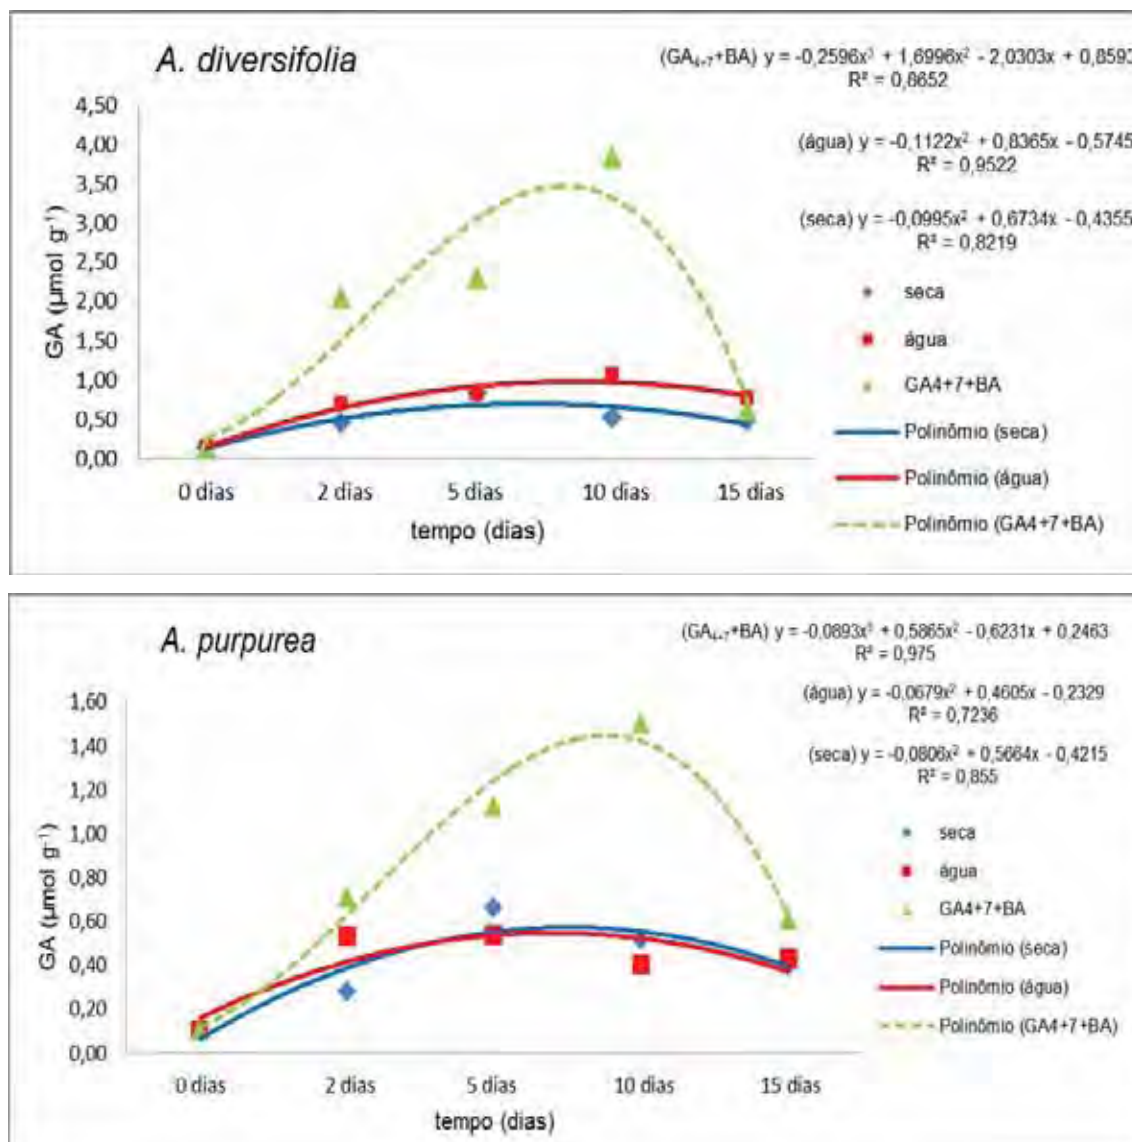 A. diversifolia
(GA₄₊₇+BA) y = -0,2596x³ + 1,6996x² - 2,0303x + 0,8593
R² = 0,8652
(água) y = -0,1122x² + 0,8365x - 0,5745
R² = 0,9522
(seca) y = -0,0995x² + 0,6734x - 0,4355
R² = 0,8219
GA (µmol g⁻¹)
4,50
4,00
3,50
3,00
2,50
2,00
1,50
1,00
0,50
0,00
0 dias 2 dias 5 dias 10 dias 15 dias
tempo (dias)
seca
água
GA4+7+BA
Polinômio (seca)
Polinômio (água)
Polinômio (GA4+7+BA)
A. purpurea
(GA₄₊₇+BA) y = -0,0893x³ + 0,5865x² - 0,6231x + 0,2463
R² = 0,975
(água) y = -0,0679x² + 0,4605x - 0,2329
R² = 0,7236
(seca) y = -0,0806x² + 0,5664x - 0,4215
R² = 0,855
GA (µmol g⁻¹)
1,60
1,40
1,20
1,00
0,80
0,60
0,40
0,20
0,00
0 dias 2 dias 5 dias 10 dias 15 dias
tempo (dias)
seca
água
GA4+7+BA
Polinômio (seca)
Polinômio (água)
Polinômio (GA4+7+BA)